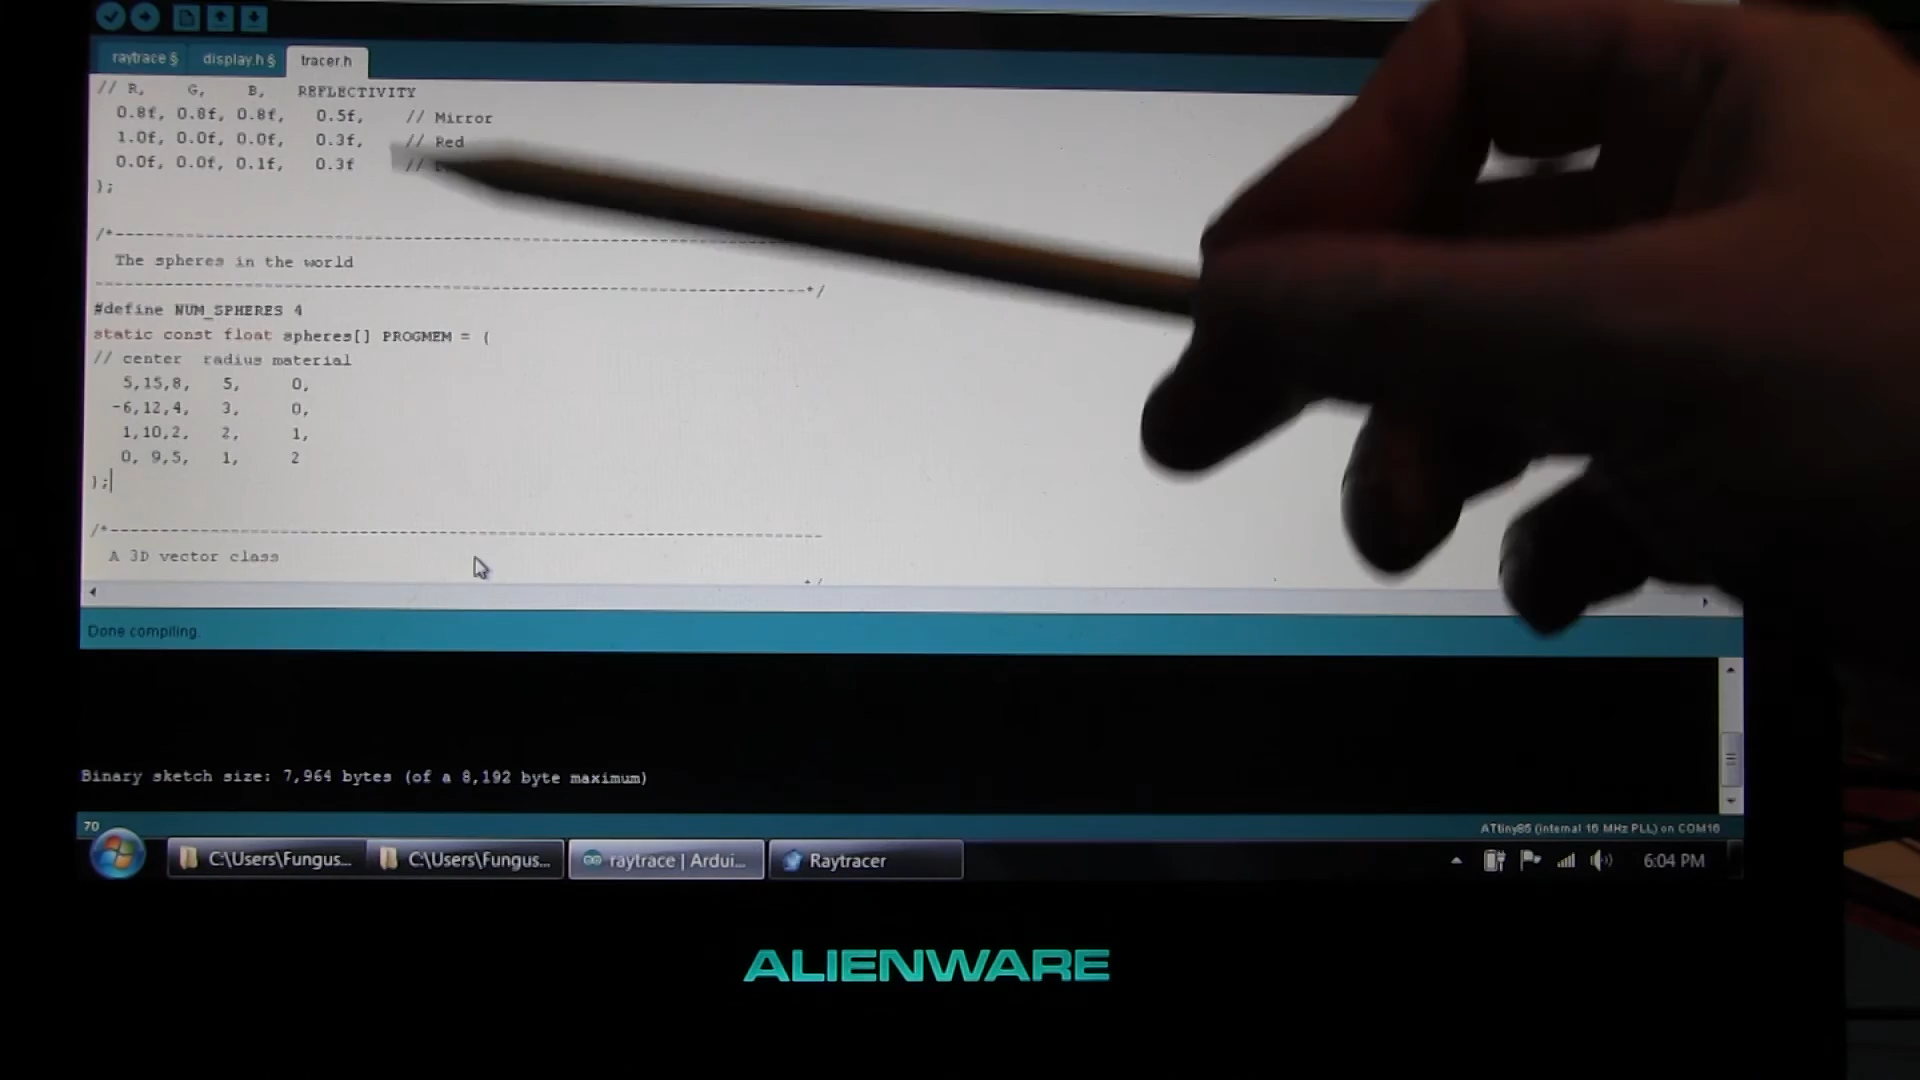 raytrace § display.h § tracer.h
// R, G, B, REFLECTIVITY
0.8f, 0.8f, 0.8f, 0.5f, // Mirror
1.0f, 0.0f, 0.0f, 0.3f, // Red
0.0f, 0.0f, 0.1f, 0.3f //
};
/*------------------------------------------------------------------------
The spheres in the world
------------------------------------------------------------------------*/
#define NUM_SPHERES 4
static const float spheres[] PROGMEM = {
// center radius material
5,15,8, 5, 0,
-6,12,4, 3, 0,
1,10,2, 2, 1,
0, 9,5, 1, 2
};
/*------------------------------------------------------------------------
A 3D vector class
*/
Done compiling.
Binary sketch size: 7,964 bytes (of a 8,192 byte maximum)
70
ATtiny85 (internal 16 MHz PLL) on COM16
C:\Users\Fungus... C:\Users\Fungus... raytrace | Ardui... Raytracer 6:04 PM
ALIENWARE